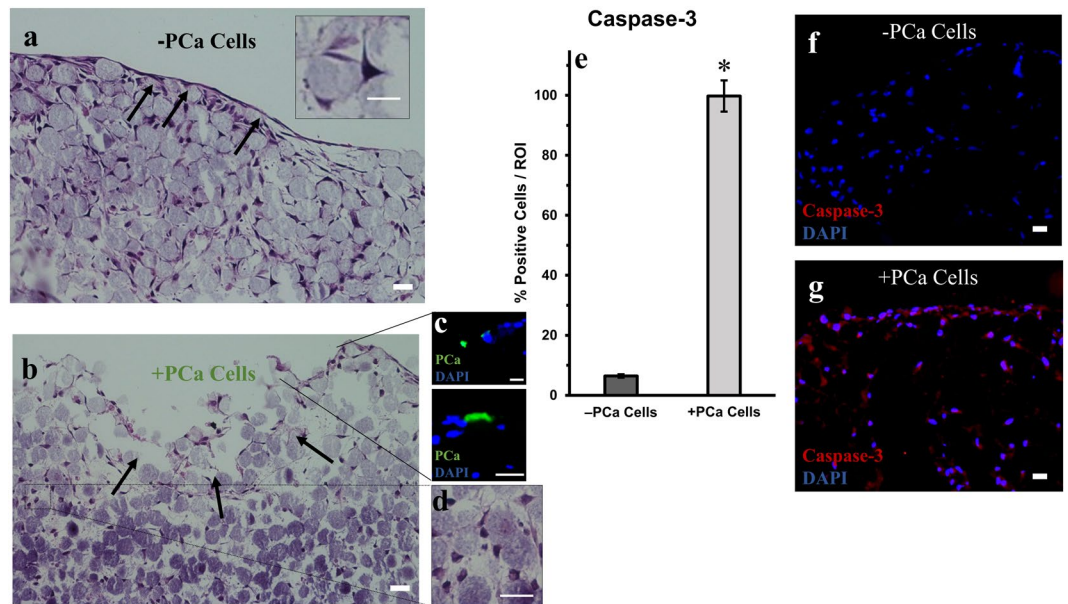 a
-PCa Cells
b
+PCa Cells
c
PCa
DAPI
PCa
DAPI
d
Caspase-3
e
*
% Positive Cells / ROI
100
80
60
40
20
0
–PCa Cells
+PCa Cells
f
-PCa Cells
Caspase-3
DAPI
g
+PCa Cells
Caspase-3
DAPI